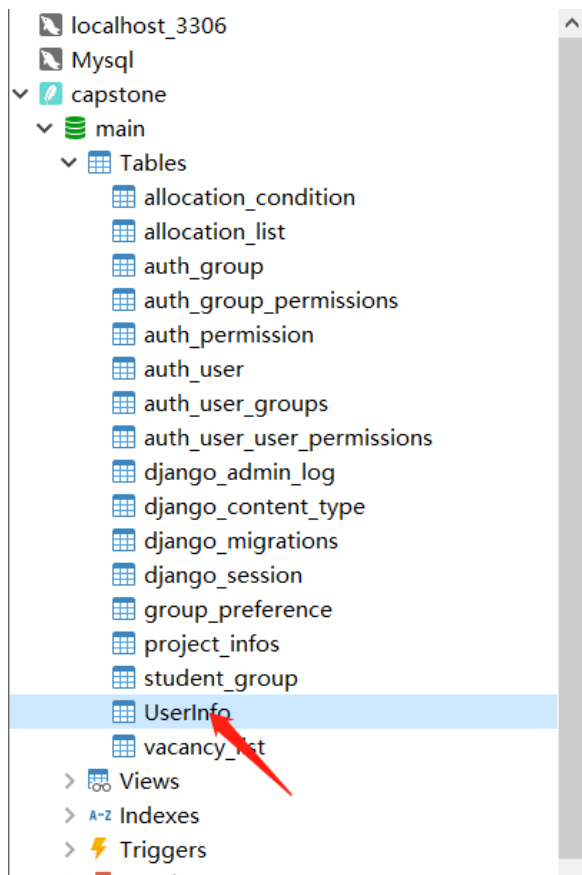 localhost_3306
Mysql
capstone
main
Tables
allocation_condition
allocation_list
auth_group
auth_group_permissions
auth_permission
auth_user
auth_user_groups
auth_user_user_permissions
django_admin_log
django_content_type
django_migrations
django_session
group_preference
project_infos
student_group
UserInfo
vacancy_list
Views
A-Z Indexes
Triggers